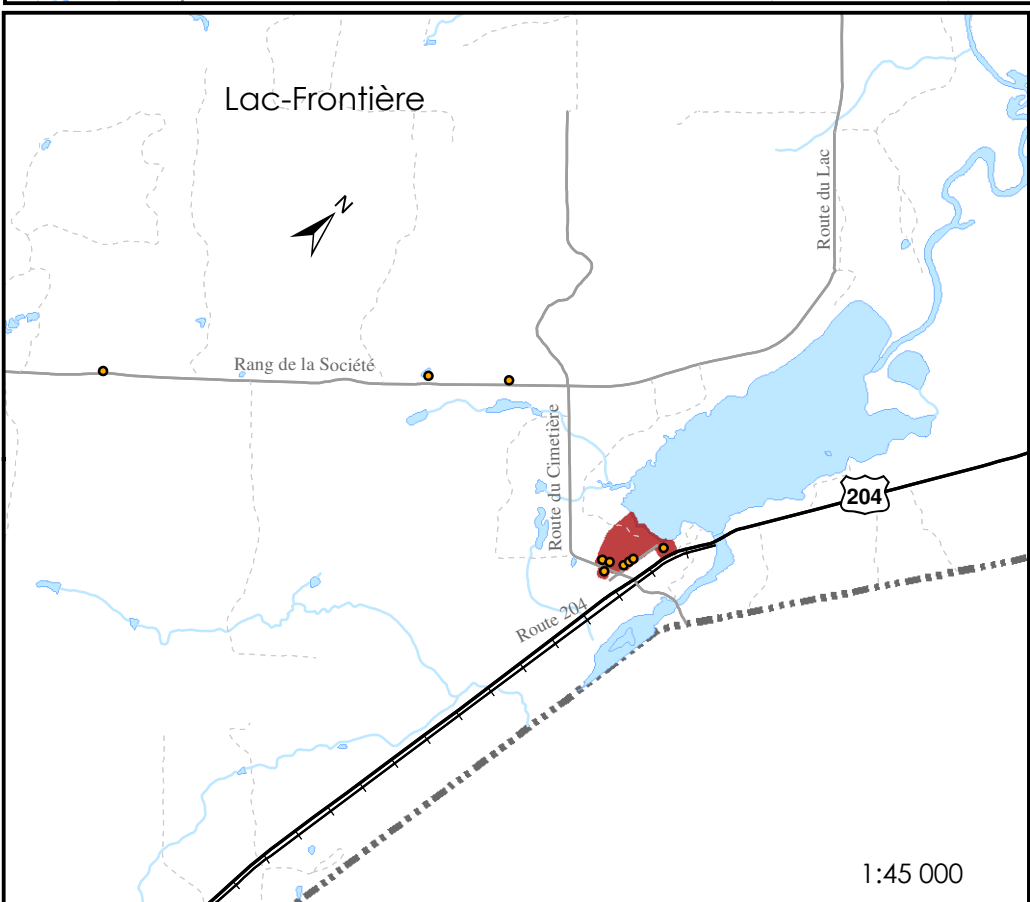 Lac-Frontière
N
Route du Lac
Rang de la Société
Route du Cimetière
204
Route 204
1:45 000